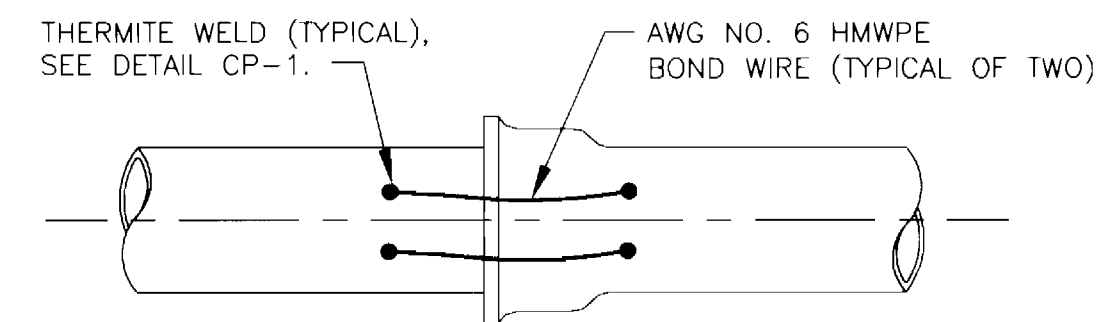 THERMITE WELD (TYPICAL),
SEE DETAIL CP-1.
AWG NO. 6 HMWPE
BOND WIRE (TYPICAL OF TWO)